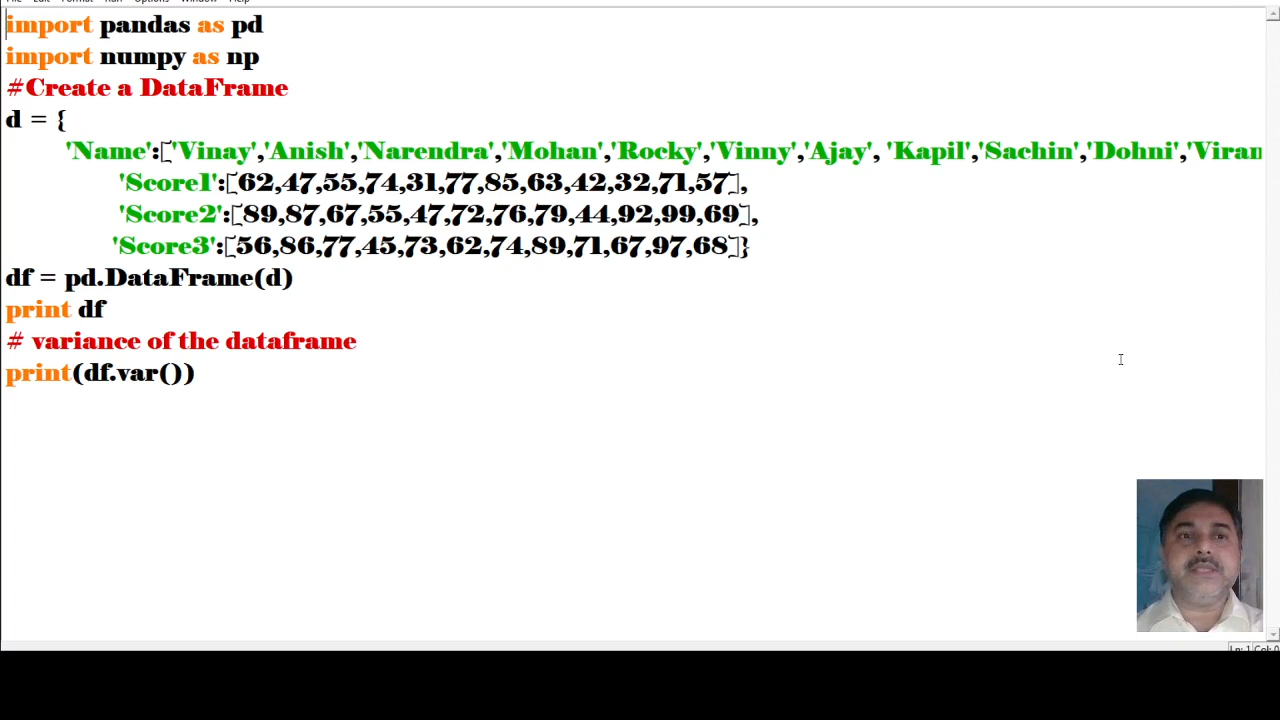 import pandas as pd
import numpy as np
#Create a DataFrame
d = {
'Name':['Vinay','Anish','Narendra','Mohan','Rocky','Vinny','Ajay', 'Kapil','Sachin','Dohni','Viran
'Score1':[62,47,55,74,31,77,85,63,42,32,71,57],
'Score2':[89,87,67,55,47,72,76,79,44,92,99,69],
'Score3':[56,86,77,45,73,62,74,89,71,67,97,68]}
df = pd.DataFrame(d)
print df
# variance of the dataframe
print(df.var())